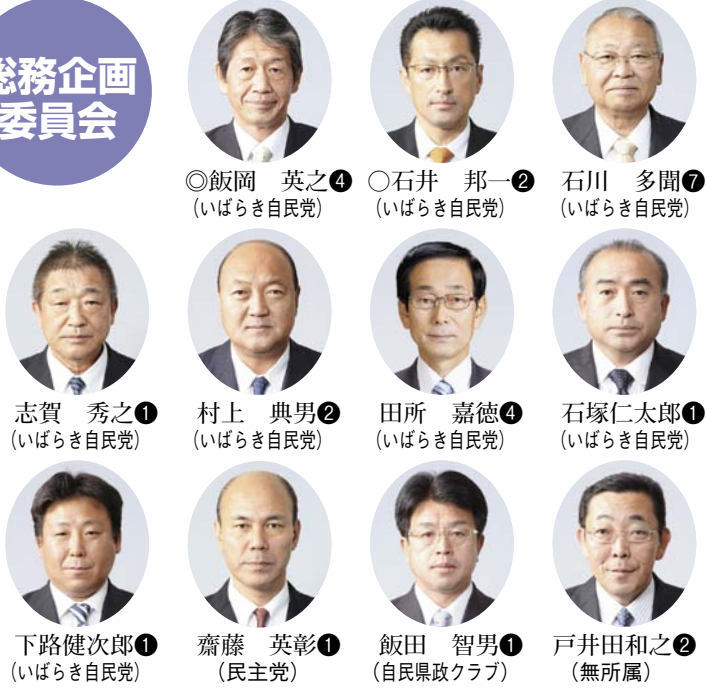 総務企画
委員会
◎飯岡　英之❹ ○石井　邦一❷ 石川　多聞❼
(いばらき自民党) (いばらき自民党) (いばらき自民党)
志賀　秀之❶ 村上　典男❷ 田所　嘉徳❹ 石塚仁太郎❶
(いばらき自民党) (いばらき自民党) (いばらき自民党) (いばらき自民党)
下路健次郎❶ 齋藤　英彰❶ 飯田　智男❶ 戸井田和之❷
(いばらき自民党) (民主党) (自民県政クラブ) (無所属)